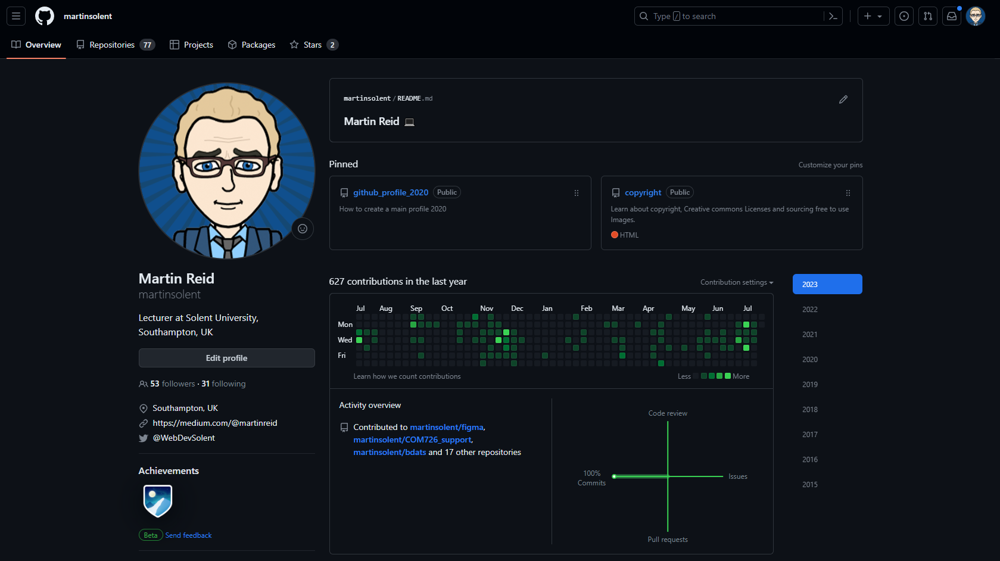 martinsolent
Type / to search
Overview
Repositories 77
Projects
Packages
Stars 2
martinsolent / README.md
Martin Reid
Pinned
Customize your pins
github_profile_2020 Public
How to create a main profile 2020
copyright Public
Learn about copyright, Creative commons Licenses and sourcing free to use
Images.
HTML
Martin Reid
martinsolent
Lecturer at Solent University,
Southampton, UK
Edit profile
53 followers · 31 following
Southampton, UK
https://medium.com/@martinreid
@WebDevSolent
Achievements
Beta Send feedback
627 contributions in the last year
Contribution settings
Jul Aug Sep Oct Nov Dec Jan Feb Mar Apr May Jun Jul
Mon
Wed
Fri
Learn how we count contributions
Less More
Activity overview
Contributed to martinsolent/figma,
martinsolent/COM726_support,
martinsolent/bdats and 17 other repositories
Code review
100%
Commits
Issues
Pull requests
2023
2022
2021
2020
2019
2018
2017
2016
2015